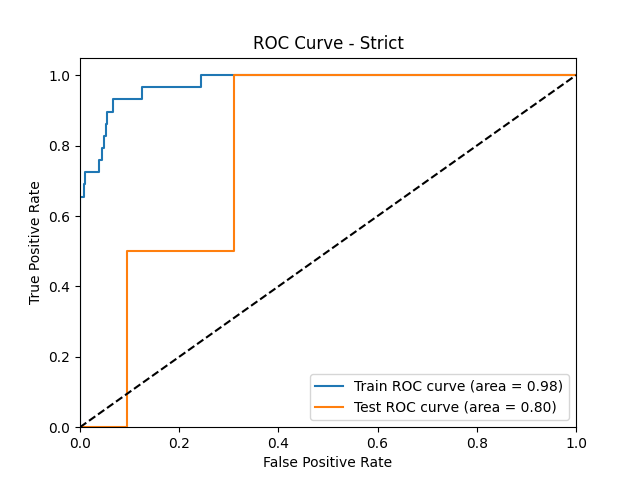 ROC Curve - Strict
True Positive Rate
1.0
0.8
0.6
0.4
0.2
0.0
0.0 0.2 0.4 0.6 0.8 1.0
False Positive Rate
Train ROC curve (area = 0.98)
Test ROC curve (area = 0.80)